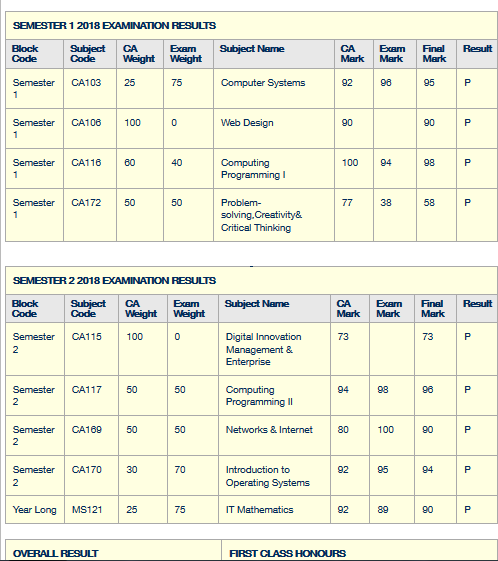 SEMESTER 1 2018 EXAMINATION RESULTS
Block Code Subject Code CA Weight Exam Weight Subject Name CA Mark Exam Mark Final Mark Result
Semester 1 CA103 25 75 Computer Systems 92 96 95 P
Semester 1 CA106 100 0 Web Design 90 90 P
Semester 1 CA116 60 40 Computing Programming I 100 94 98 P
Semester 1 CA172 50 50 Problem-solving,Creativity& Critical Thinking 77 38 58 P
SEMESTER 2 2018 EXAMINATION RESULTS
Block Code Subject Code CA Weight Exam Weight Subject Name CA Mark Exam Mark Final Mark Result
Semester 2 CA115 100 0 Digital Innovation Management & Enterprise 73 73 P
Semester 2 CA117 50 50 Computing Programming II 94 98 96 P
Semester 2 CA169 50 50 Networks & Internet 80 100 90 P
Semester 2 CA170 30 70 Introduction to Operating Systems 92 95 94 P
Year Long MS121 25 75 IT Mathematics 92 89 90 P
OVERALL RESULT FIRST CLASS HONOURS